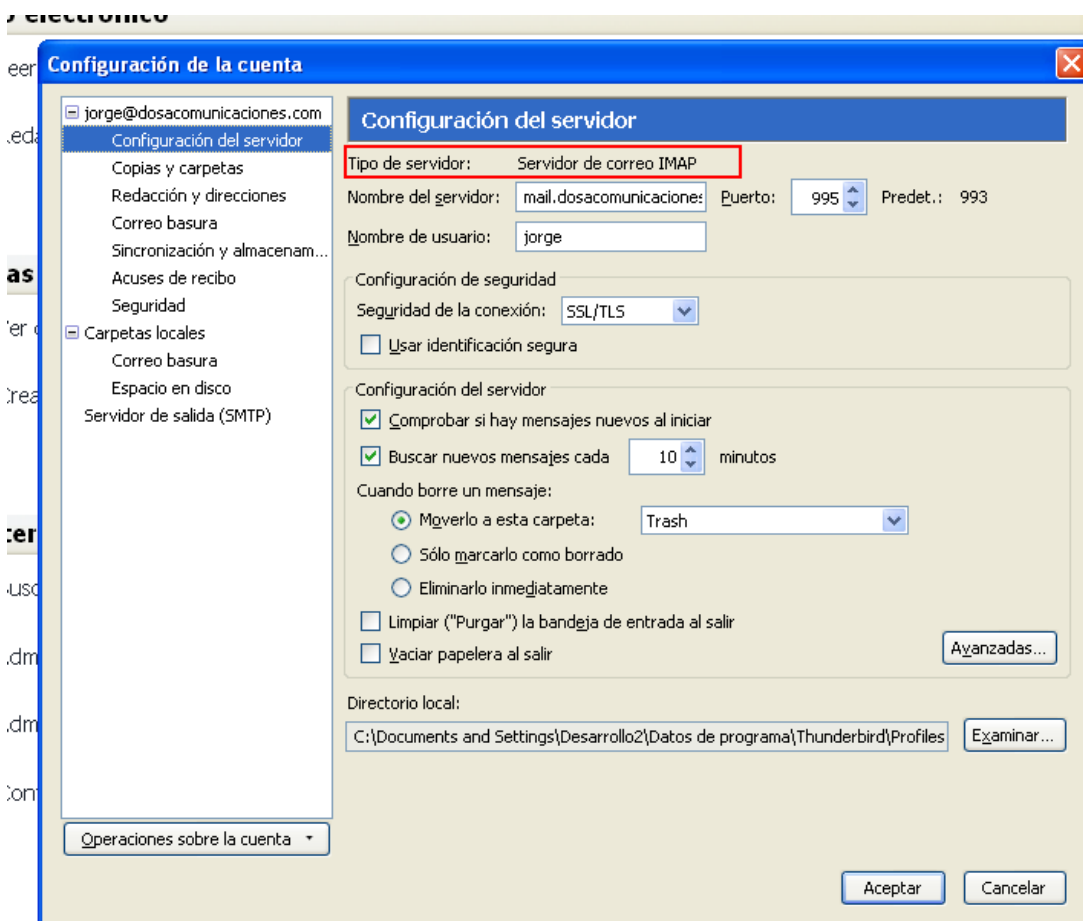 electrónico
Configuración de la cuenta
jorge@dosacomunicaciones.com
Configuración del servidor
Copias y carpetas
Redacción y direcciones
Correo basura
Sincronización y almacenam...
Acuses de recibo
Seguridad
Carpetas locales
Correo basura
Espacio en disco
Servidor de salida (SMTP)
Operaciones sobre la cuenta
Configuración del servidor
Tipo de servidor: Servidor de correo IMAP
Nombre del servidor: mail.dosacomunicaciones Puerto: 995 Predet.: 993
Nombre de usuario: jorge
Configuración de seguridad
Seguridad de la conexión: SSL/TLS
Usar identificación segura
Configuración del servidor
Comprobar si hay mensajes nuevos al iniciar
Buscar nuevos mensajes cada 10 minutos
Cuando borre un mensaje:
Moverlo a esta carpeta: Trash
Sólo marcarlo como borrado
Eliminarlo inmediatamente
Limpiar ("Purgar") la bandeja de entrada al salir
Vaciar papelera al salir
Avanzadas...
Directorio local:
C:\Documents and Settings\Desarrollo2\Datos de programa\Thunderbird\Profiles Examinar...
Aceptar Cancelar